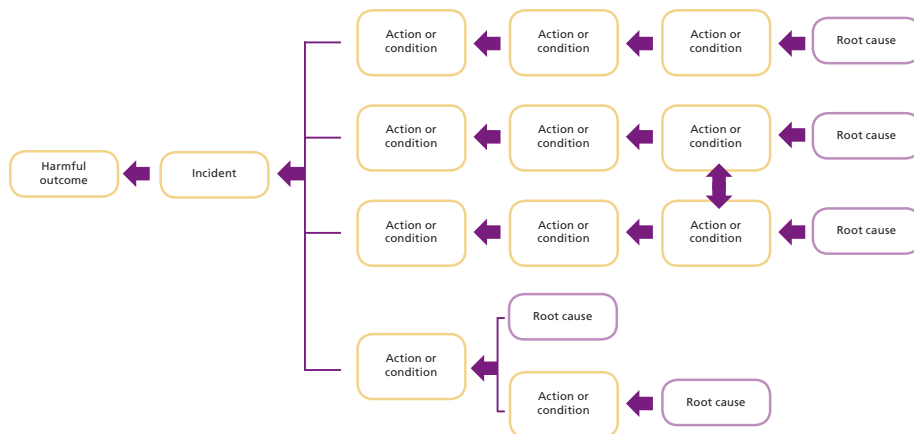 Action or
condition
Action or
condition
Action or
condition
Root cause
Action or
condition
Action or
condition
Action or
condition
Root cause
Harmful
outcome
Incident
Action or
condition
Action or
condition
Action or
condition
Root cause
Root cause
Action or
condition
Action or
condition
Root cause